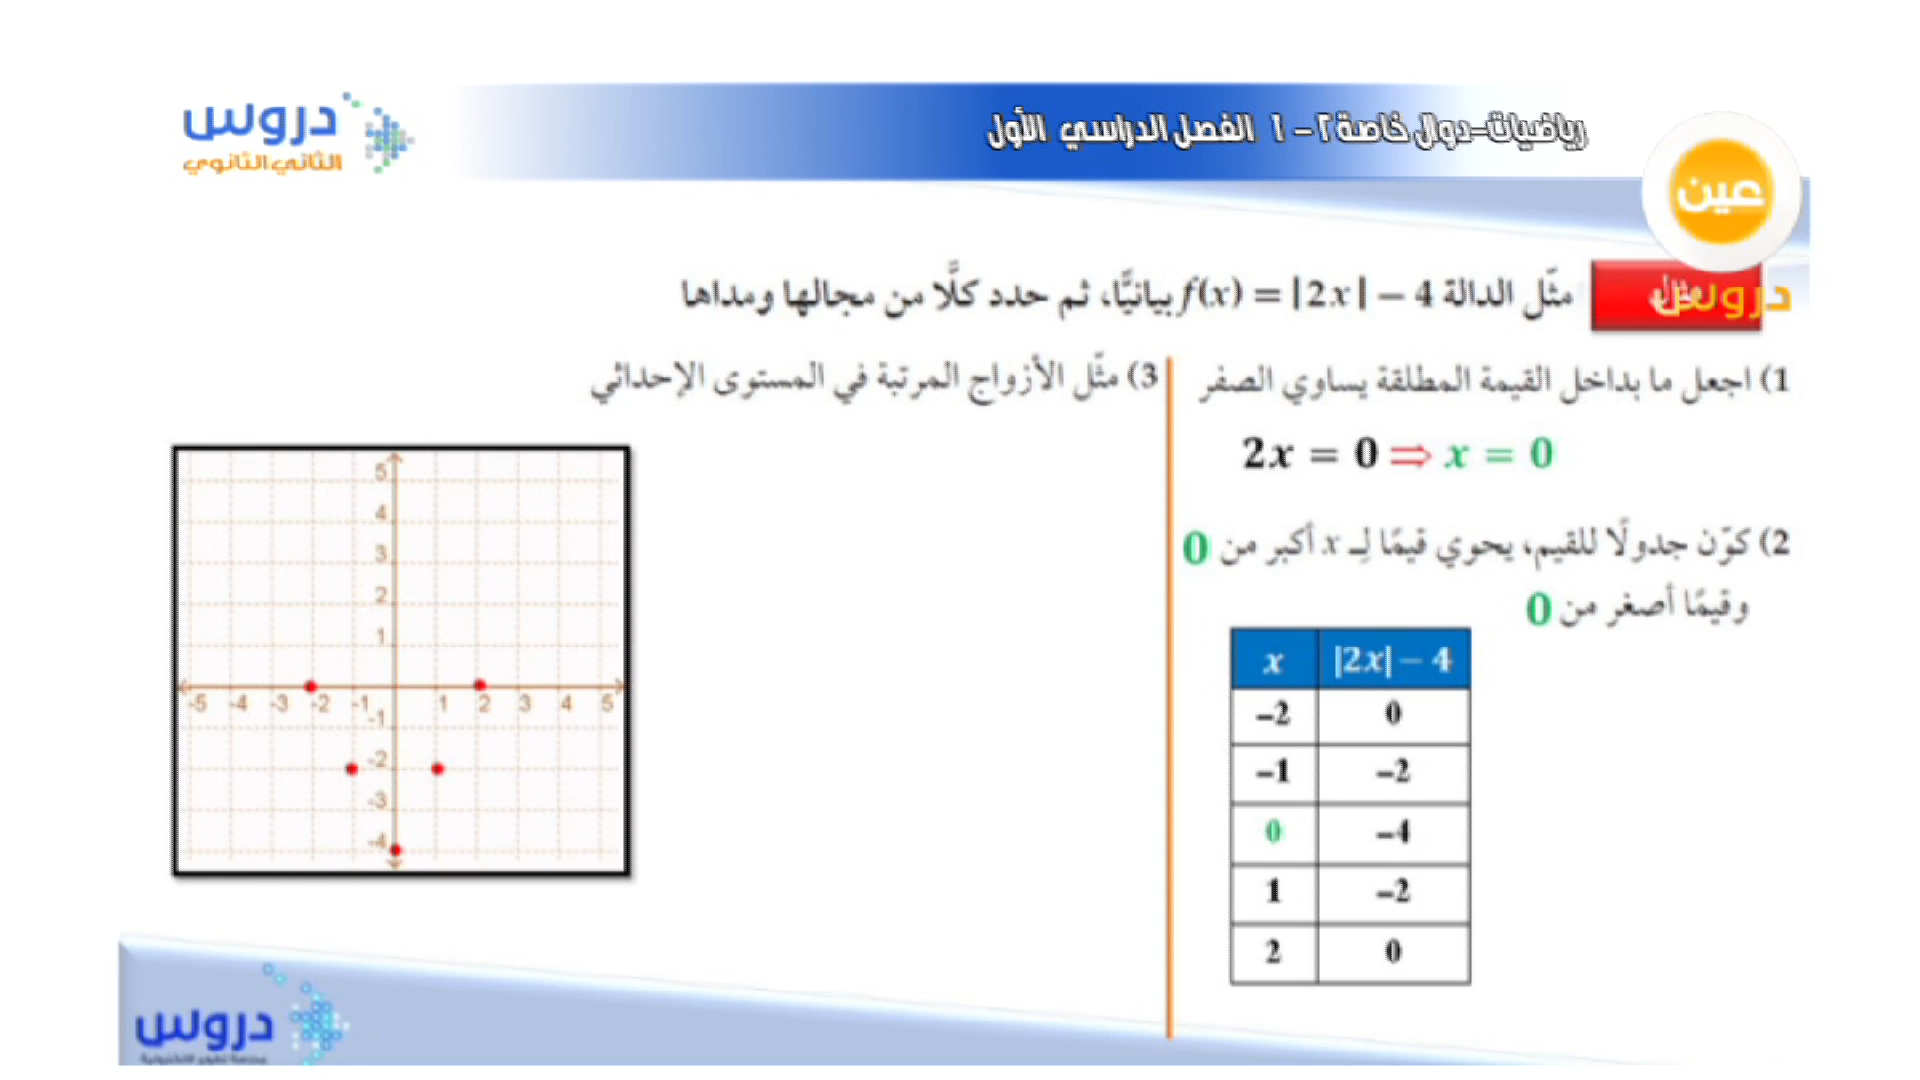 رياضيات-دوال خاصة ٢ - ١ الفصل الدراسي الأول
دروس
الثاني الثانوي
عين
دروس
مثّل الدالة f(x) = |2x| − 4 بيانيًّا، ثم حدد كلًّا من مجالها ومداها
1) اجعل ما بداخل القيمة المطلقة يساوي الصفر
2x = 0 ⇒ x = 0
2) كوّن جدولًا للقيم، يحوي قيمًا لِـ x أكبر من 0
وقيمًا أصغر من 0
x |2x| − 4
−2 0
−1 −2
0 −4
1 −2
2 0
3) مثّل الأزواج المرتبة في المستوى الإحداثي
5
4
3
2
1
-5 -4 -3 -2 -1 1 2 3 4 5
-1
-2
-3
-4
دروس